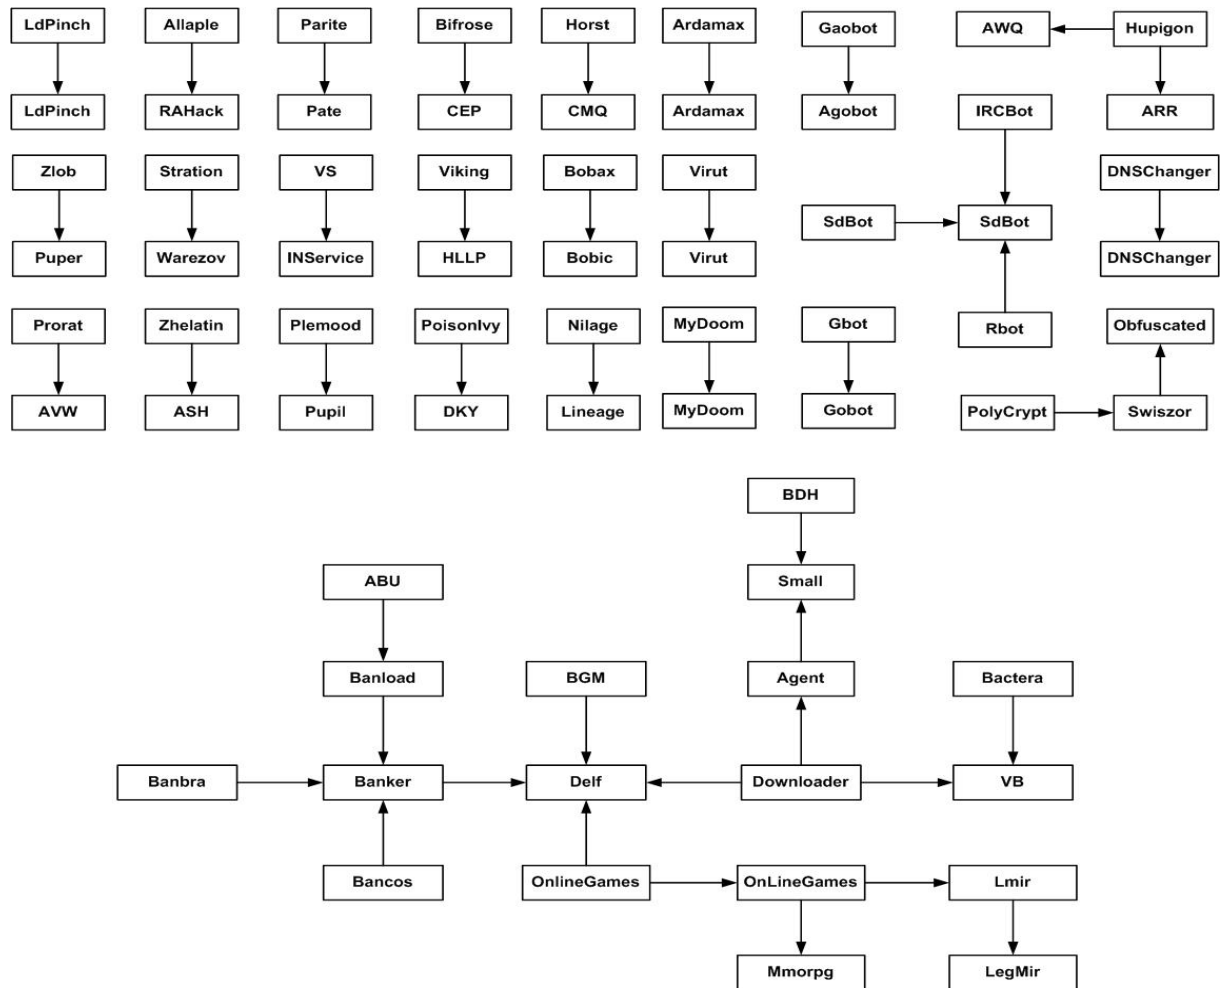 LdPinch Allaple Parite Bifrose Horst Ardamax Gaobot AWQ Hupigon
LdPinch RAHack Pate CEP CMQ Ardamax Agobot IRCBot ARR
Zlob Stration VS Viking Bobax Virut DNSChanger
SdBot SdBot
Puper Warezov INService HLLP Bobic Virut DNSChanger
Prorat Zhelatin Plemood PoisonIvy Nilage MyDoom Gbot Rbot Obfuscated
AVW ASH Pupil DKY Lineage MyDoom Gobot PolyCrypt Swiszor
BDH
ABU Small
Banload BGM Agent Bactera
Banbra Banker Delf Downloader VB
Bancos OnlineGames OnLineGames Lmir
Mmorpg LegMir